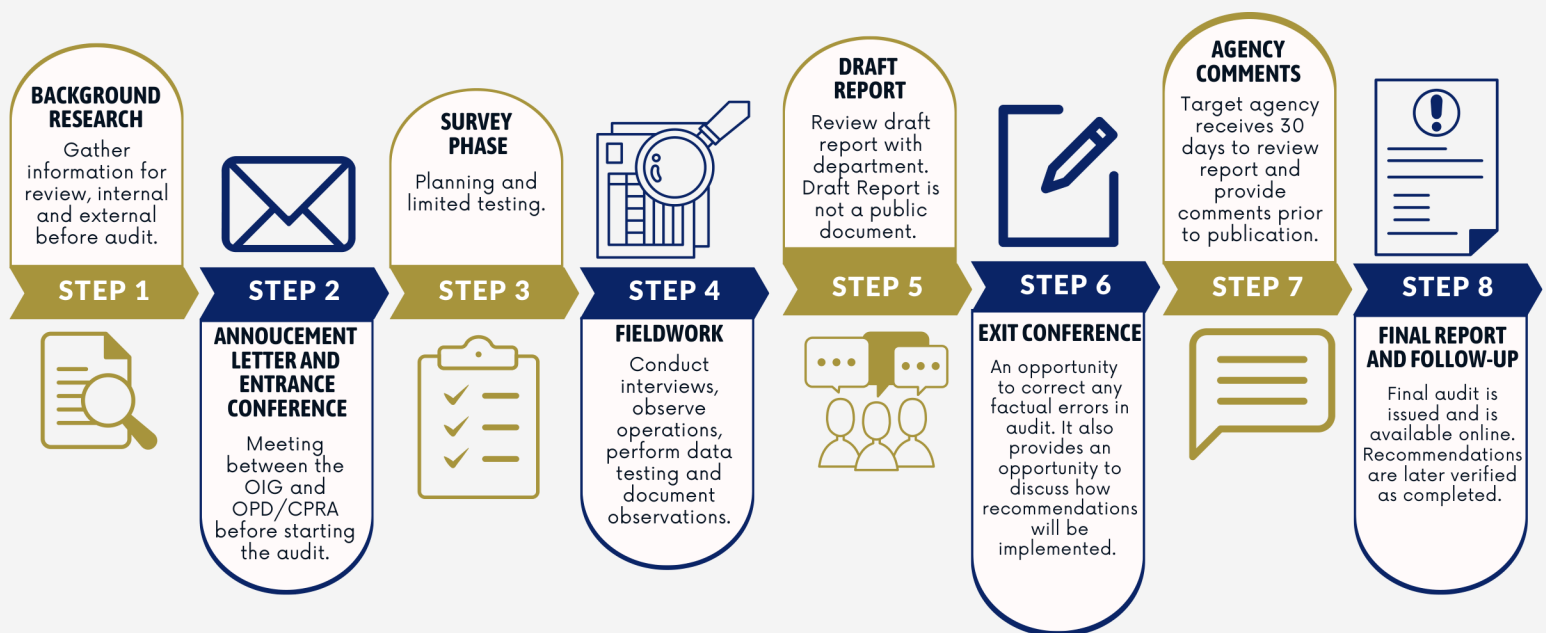 BACKGROUND
RESEARCH
Gather
information for
review, internal
and external
before audit.
STEP 1
STEP 2
ANNOUCEMENT
LETTER AND
ENTRANCE
CONFERENCE
Meeting
between the
OIG and
OPD/CPRA
before starting
the audit.
SURVEY
PHASE
Planning and
limited testing.
STEP 3
STEP 4
FIELDWORK
Conduct
interviews,
observe
operations,
perform data
testing and
document
observations.
DRAFT
REPORT
Review draft
report with
department.
Draft Report is
not a public
document.
STEP 5
STEP 6
EXIT CONFERENCE
An opportunity
to correct any
factual errors in
audit. It also
provides an
opportunity to
discuss how
recommendations
will be
implemented.
AGENCY
COMMENTS
Target agency
receives 30
days to review
report and
provide
comments prior
to publication.
STEP 7
STEP 8
FINAL REPORT
AND FOLLOW-UP
Final audit is
issued and is
available online.
Recommendations
are later verified
as completed.